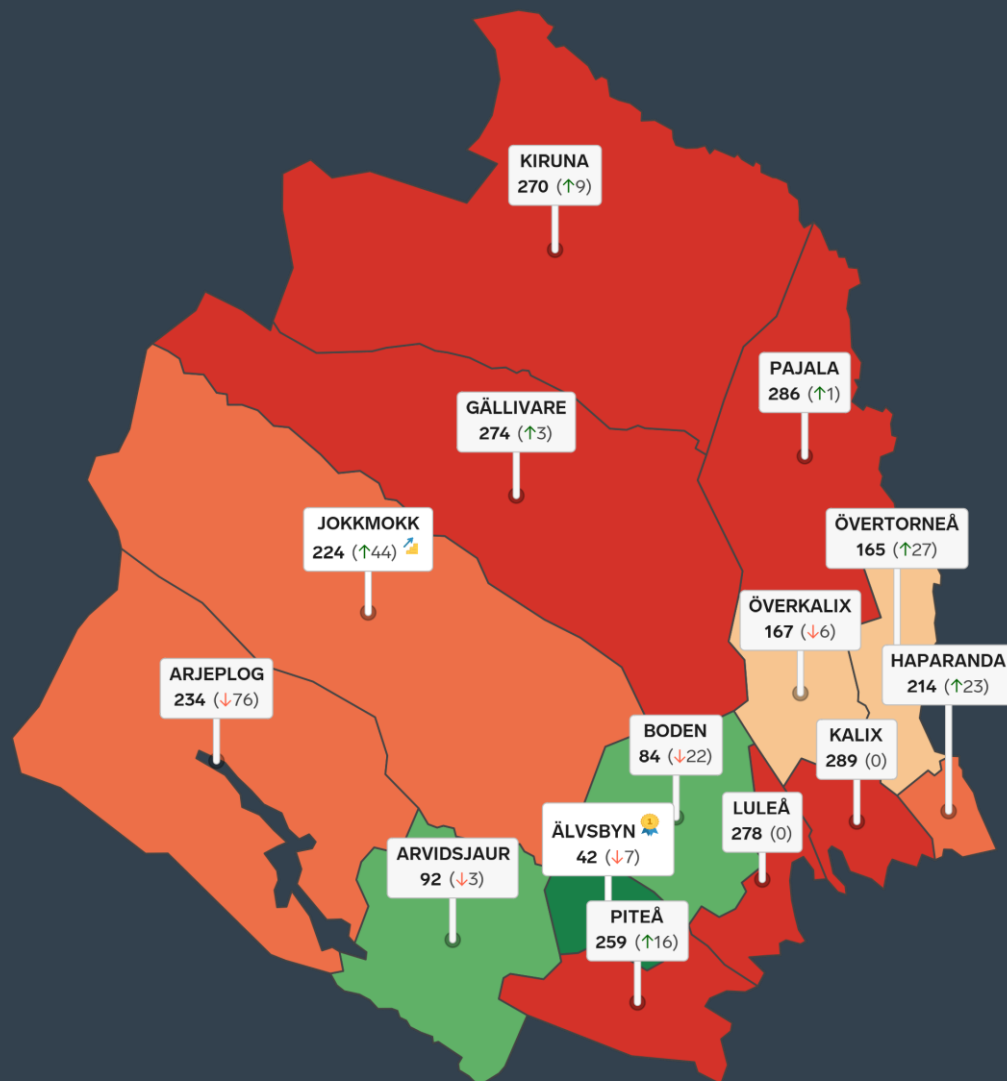 KIRUNA
270 (↑9)
PAJALA
286 (↑1)
GÄLLIVARE
274 (↑3)
JOKKMOKK
224 (↑44)
ÖVERTORNEÅ
165 (↑27)
ÖVERKALIX
167 (↓6)
HAPARANDA
214 (↑23)
ARJEPLOG
234 (↓76)
BODEN
84 (↓22)
KALIX
289 (0)
LULEÅ
278 (0)
ÄLVSBYN 1
42 (↓7)
ARVIDSJAUR
92 (↓3)
PITEÅ
259 (↑16)